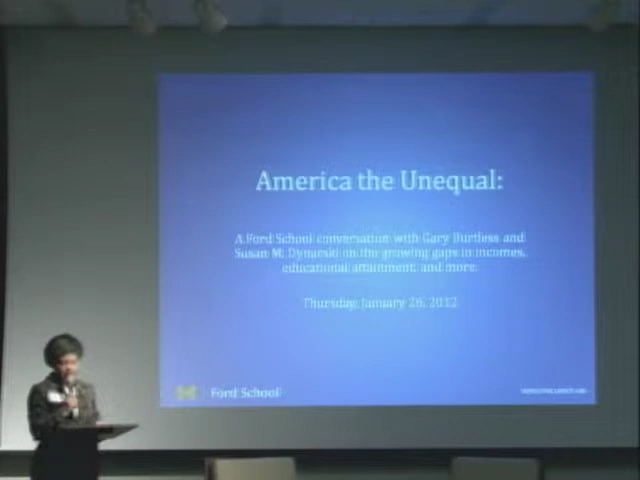 America the Unequal:
A Ford School conversation with Gary Burtless and
Susan M. Dynarski on the growing gaps in incomes,
educational attainment, and more.
Thursday, January 26, 2012
M Ford School